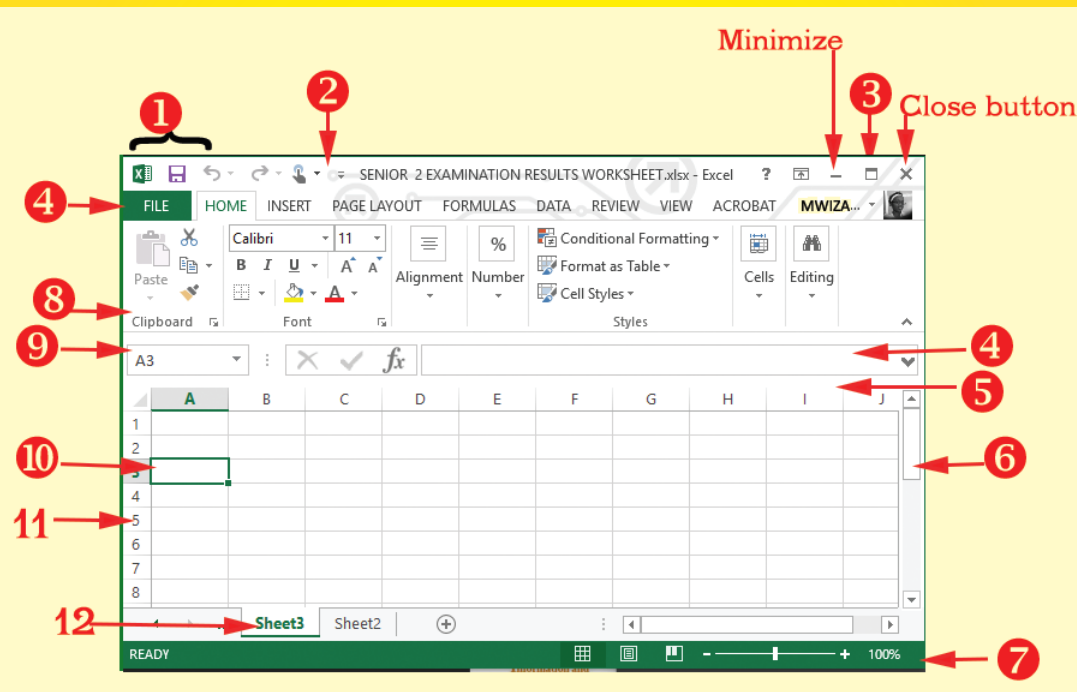 Minimize
2
3
1
Close button
SENIOR 2 EXAMINATION RESULTS WORKSHEET.xlsx - Excel ?
4
FILE HOME INSERT PAGE LAYOUT FORMULAS DATA REVIEW VIEW ACROBAT MWIZA...
Calibri 11 % Conditional Formatting
B I U A A Format as Table
Paste Alignment Number Cells Editing
Cell Styles
8
Clipboard Font Styles
9
A3 fx
4
5
A B C D E F G H I J
1
2
10
3
6
4
11
5
6
7
8
12
Sheet3 Sheet2
READY - + 100%
7
Information and